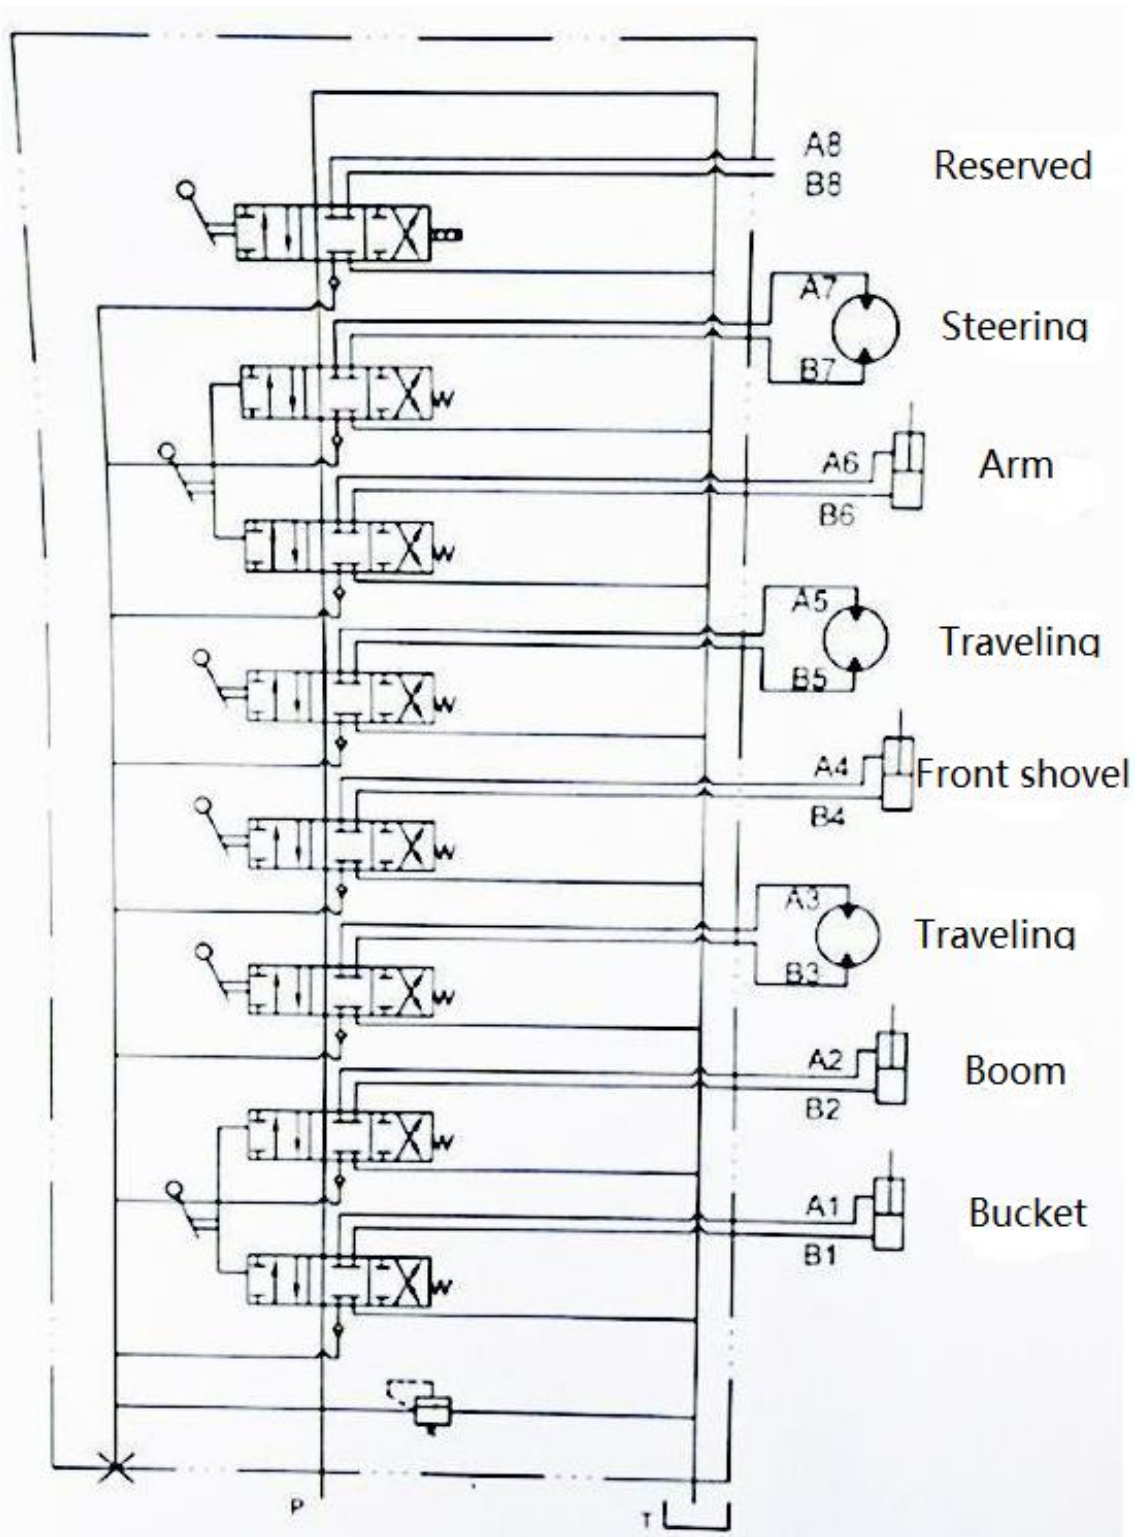 A8
B8
Reserved
A7
Steering
B7
A6
Arm
B6
A5
Traveling
B5
A4
Front shovel
B4
A3
Traveling
B3
A2
Boom
B2
A1
Bucket
B1
P
T